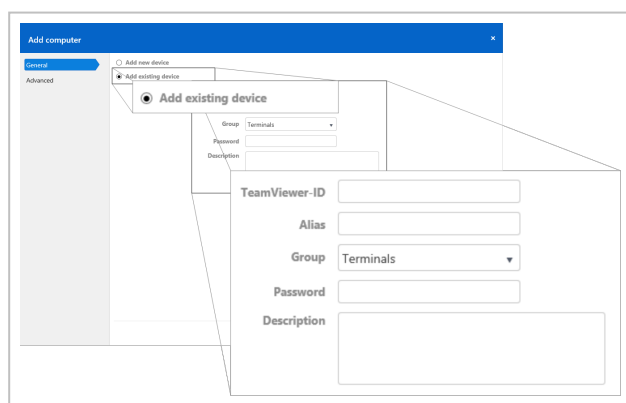 Add computer ×
General
Advanced
Add new device
Add existing device
Add existing device
Group Terminals
Password
Description
TeamViewer-ID
Alias
Group Terminals
Password
Description